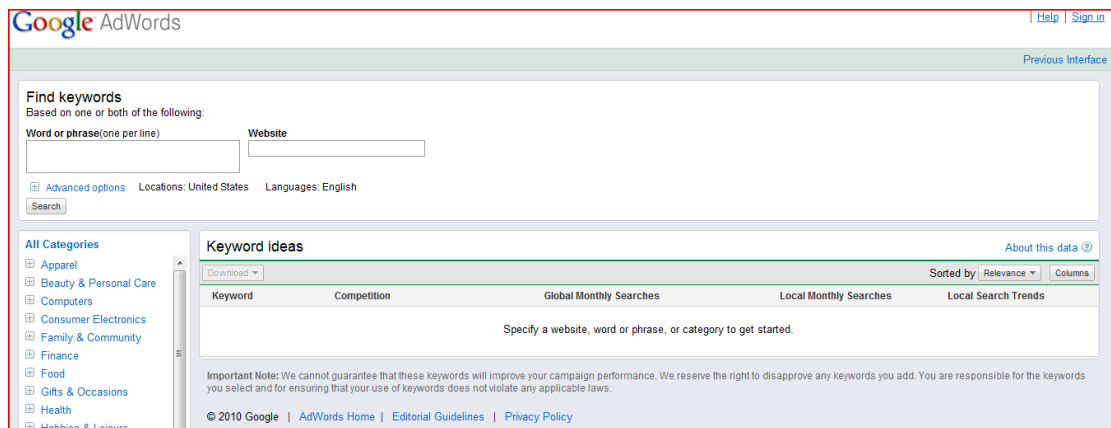 Google AdWords
Help | Sign in
Previous Interface
Find keywords
Based on one or both of the following:
Word or phrase(one per line) Website
Advanced options Locations: United States Languages: English
Search
All Categories
Apparel
Beauty & Personal Care
Computers
Consumer Electronics
Family & Community
Finance
Food
Gifts & Occasions
Health
Hobbies & Leisure
Keyword ideas
About this data
Download
Sorted by Relevance Columns
Keyword Competition Global Monthly Searches Local Monthly Searches Local Search Trends
Specify a website, word or phrase, or category to get started.
Important Note: We cannot guarantee that these keywords will improve your campaign performance. We reserve the right to disapprove any keywords you add. You are responsible for the keywords
you select and for ensuring that your use of keywords does not violate any applicable laws.
© 2010 Google | AdWords Home | Editorial Guidelines | Privacy Policy